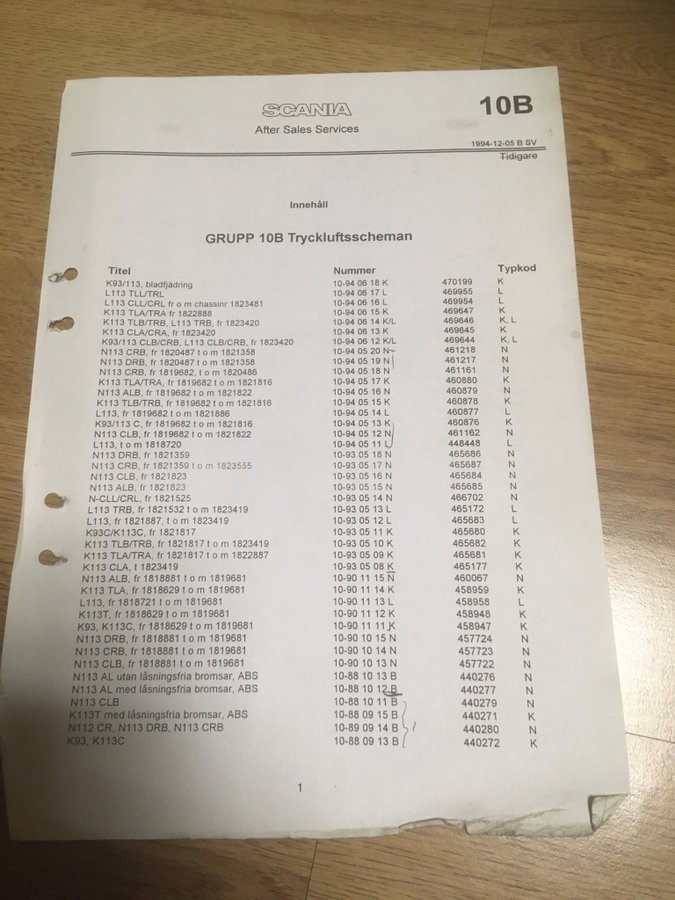 SCANIA
10B
After Sales Services
1994-12-05 B SV
Tidigare
Innehåll
GRUPP 10B Tryckluftsscheman
Titel Nummer Typkod
K93/113, bladfjädring 10-94 06 18 K 470199 K
L113 TLL/TRL 10-94 06 17 L 469955 L
L113 CLL/CRL fr o m chassinr 1823481 10-94 06 16 L 469954 L
K113 TLA/TRA fr 1822888 10-94 06 15 K 469647 K
K113 TLB/TRB, L113 TRB, fr 1823420 10-94 06 14 K/L 469646 K, L
K113 CLA/CRA, fr 1823420 10-94 06 13 K 469645 K
K93/113 CLB/CRB, L113 CLB/CRB, fr 1823420 10-94 06 12 K/L 469644 K, L
N113 CRB, fr 1820487 t o m 1821358 10-94 05 20 N 461218 N
N113 DRB, fr 1820487 t o m 1821358 10-94 05 19 N 461217 N
N113 CRB, fr 1819682, t o m 1820486 10-94 05 18 N 461161 N
K113 TLA/TRA, fr 1819682 t o m 1821816 10-94 05 17 K 460880 K
N113 ALB, fr 1819682 t o m 1821822 10-94 05 16 N 460879 N
K113 TLB/TRB, fr 1819682 t o m 1821816 10-94 05 15 K 460878 K
L113, fr 1819682 t o m 1821886 10-94 05 14 L 460877 L
K93/113 C, fr 1819682 t o m 1821816 10-94 05 13 K 460876 K
N113 CLB, fr 1819682 t o m 1821822 10-94 05 12 N 461162 N
L113, t o m 1818720 10-94 05 11 L 448448 L
N113 DRB, fr 1821359 10-93 05 18 N 465686 N
N113 CRB, fr 1821359 t o m 1823555 10-93 05 17 N 465687 N
N113 CLB, fr 1821823 10-93 05 16 N 465684 N
N113 ALB, fr 1821823 10-93 05 15 N 465685 N
N-CLL/CRL, fr 1821525 10-93 05 14 N 466702 N
L113 TRB, fr 1821532 t o m 1823419 10-93 05 13 L 465172 L
L113, fr 1821887, t o m 1823419 10-93 05 12 L 465683 L
K93C/K113C, fr 1821817 10-93 05 11 K 465680 K
K113 TLB/TRB, fr 1821817 t o m 1823419 10-93 05 10 K 465682 K
K113 TLA/TRA, fr 1821817 t o m 1822887 10-93 05 09 K 465681 K
K113 CLA, t 1823419 10-93 05 08 K 465177 K
N113 ALB, fr 1818881 t o m 1819681 10-90 11 15 N 460067 N
K113 TLA, fr 1818629 t o m 1819681 10-90 11 14 K 458959 K
L113, fr 1818721 t o m 1819681 10-90 11 13 L 458958 L
K113T, fr 1818629 t o m 1819681 10-90 11 12 K 458948 K
K93, K113C, fr 1818629 t o m 1819681 10-90 11 11 K 458947 K
N113 DRB, fr 1818881 t o m 1819681 10-90 10 15 N 457724 N
N113 CRB, fr 1818881 t o m 1819681 10-90 10 14 N 457723 N
N113 CLB, fr 1818881 t o m 1819681 10-90 10 13 N 457722 N
N113 AL utan låsningsfria bromsar, ABS 10-88 10 13 B 440276 N
N113 AL med låsningsfria bromsar, ABS 10-88 10 12 B 440277 N
N113 CLB 10-88 10 11 B 440279 N
K113T med låsningsfria bromsar, ABS 10-88 09 15 B 440271 K
N112 CR, N113 DRB, N113 CRB 10-89 09 14 B 440280 N
K93, K113C 10-88 09 13 B 440272 K
1